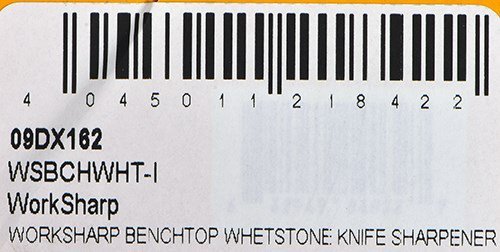 4 045011 218422
09DX162
WSBCHWHT-I
WorkSharp
WORKSHARP BENCHTOP WHETSTONE: KNIFE SHARPENER